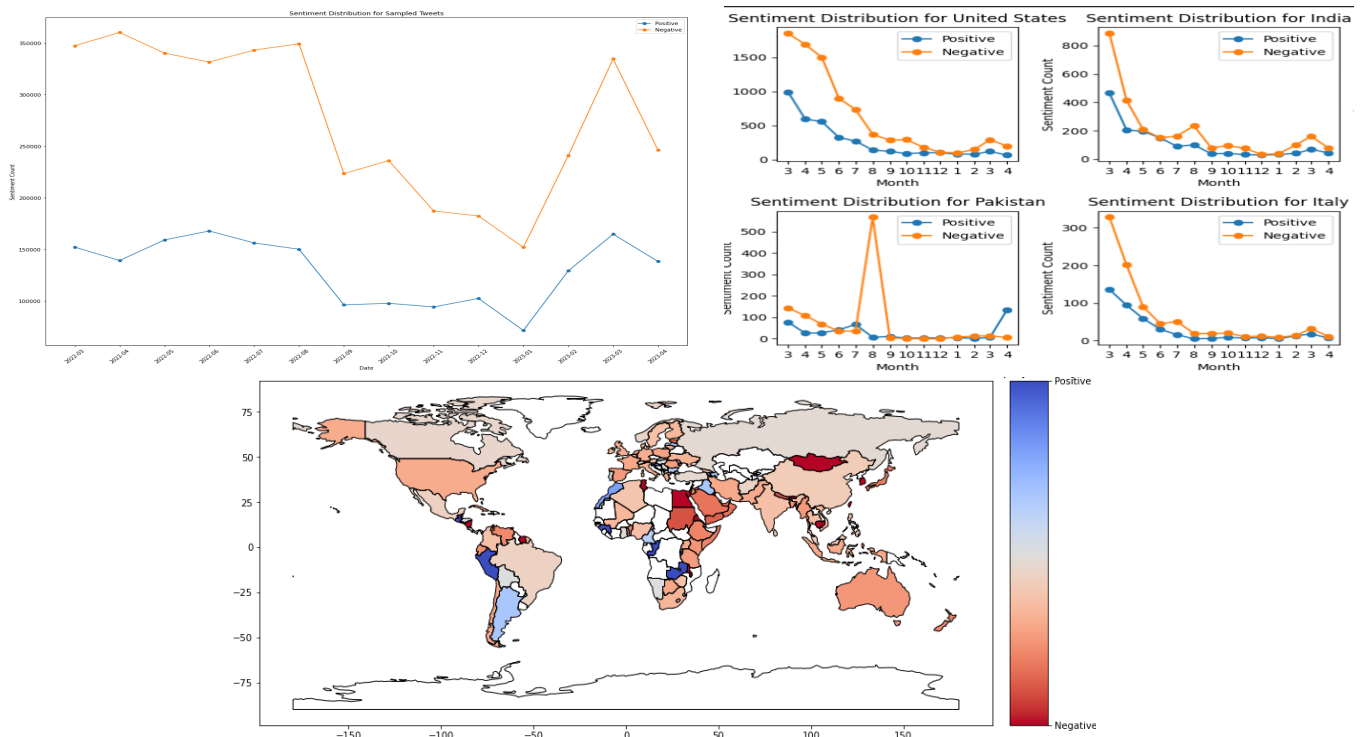 Sentiment Distribution for Sampled Tweets
Positive
Negative
350000
300000
250000
200000
150000
100000
Sentiment Count
Date
Sentiment Distribution for United States
Positive
Negative
1500
1000
500
0
3 4 5 6 7 8 9 10 11 12 1 2 3 4
Month
Sentiment Distribution for India
Sentiment Count
Positive
Negative
800
600
400
200
0
3 4 5 6 7 8 9 10 11 12 1 2 3 4
Month
Sentiment Distribution for Pakistan
Sentiment Count
Positive
Negative
500
400
300
200
100
0
3 4 5 6 7 8 9 10 11 12 1 2 3 4
Month
Sentiment Distribution for Italy
Sentiment Count
Positive
Negative
300
200
100
0
3 4 5 6 7 8 9 10 11 12 1 2 3 4
Month
75
50
25
0
−25
−50
−75
−150 −100 −50 0 50 100 150
Positive
Negative